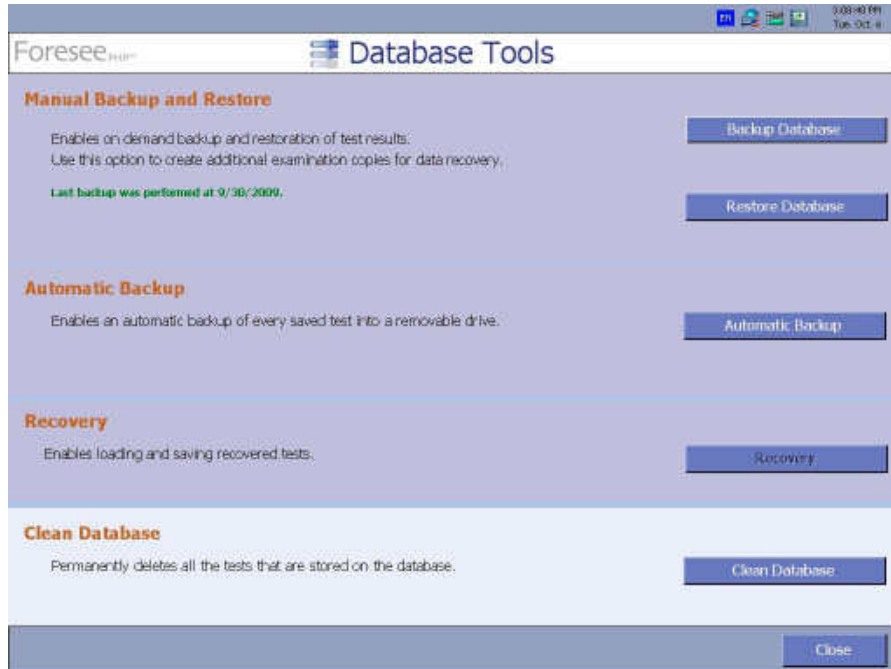 EN
Tue. Oct. 6
Foresee
Database Tools
Manual Backup and Restore
Enables on demand backup and restoration of test results.
Use this option to create additional examination copies for data recovery.
Last backup was performed at 9/30/2009.
Backup Database
Restore Database
Automatic Backup
Enables an automatic backup of every saved test into a removable drive.
Automatic Backup
Recovery
Enables loading and saving recovered tests.
Recovery
Clean Database
Permanently deletes all the tests that are stored on the database.
Clean Database
Close